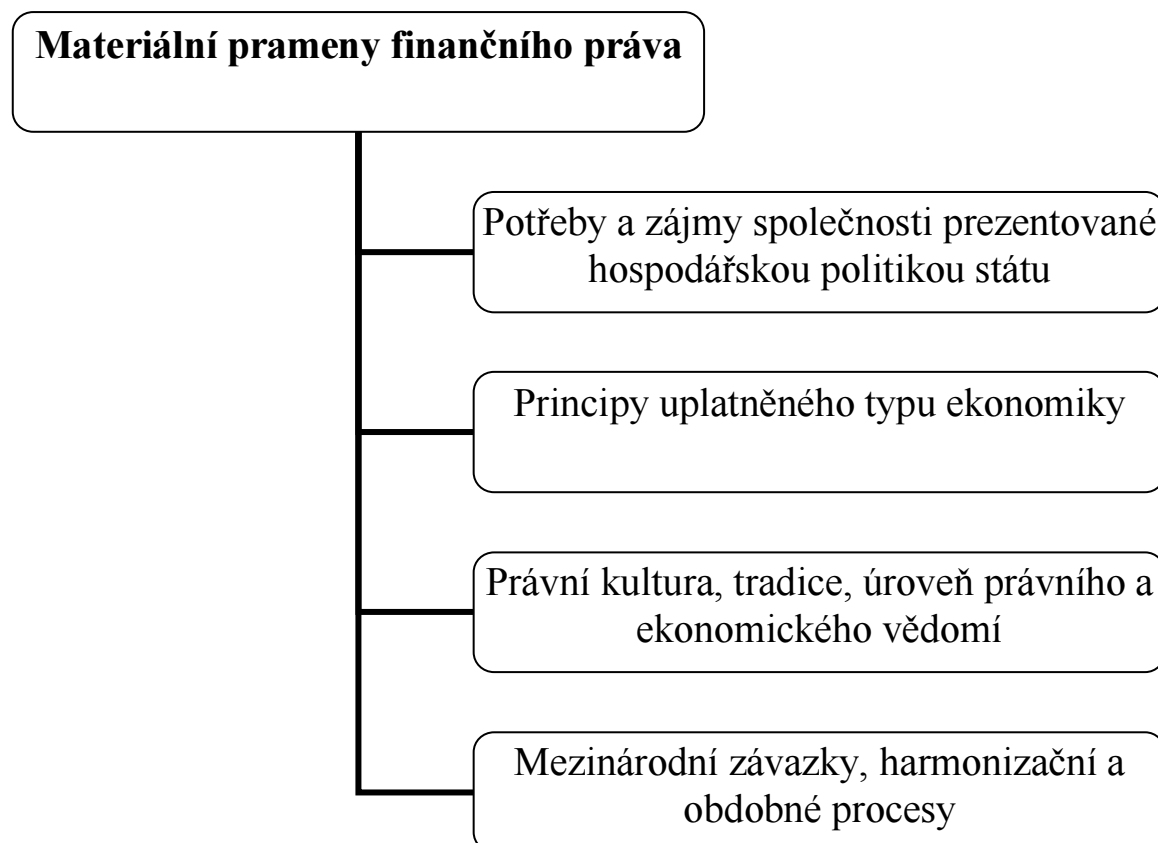 Materiální prameny finančního práva
Potřeby a zájmy společnosti prezentované
hospodářskou politikou státu
Principy uplatněného typu ekonomiky
Právní kultura, tradice, úroveň právního a
ekonomického vědomí
Mezinárodní závazky, harmonizační a
obdobné procesy